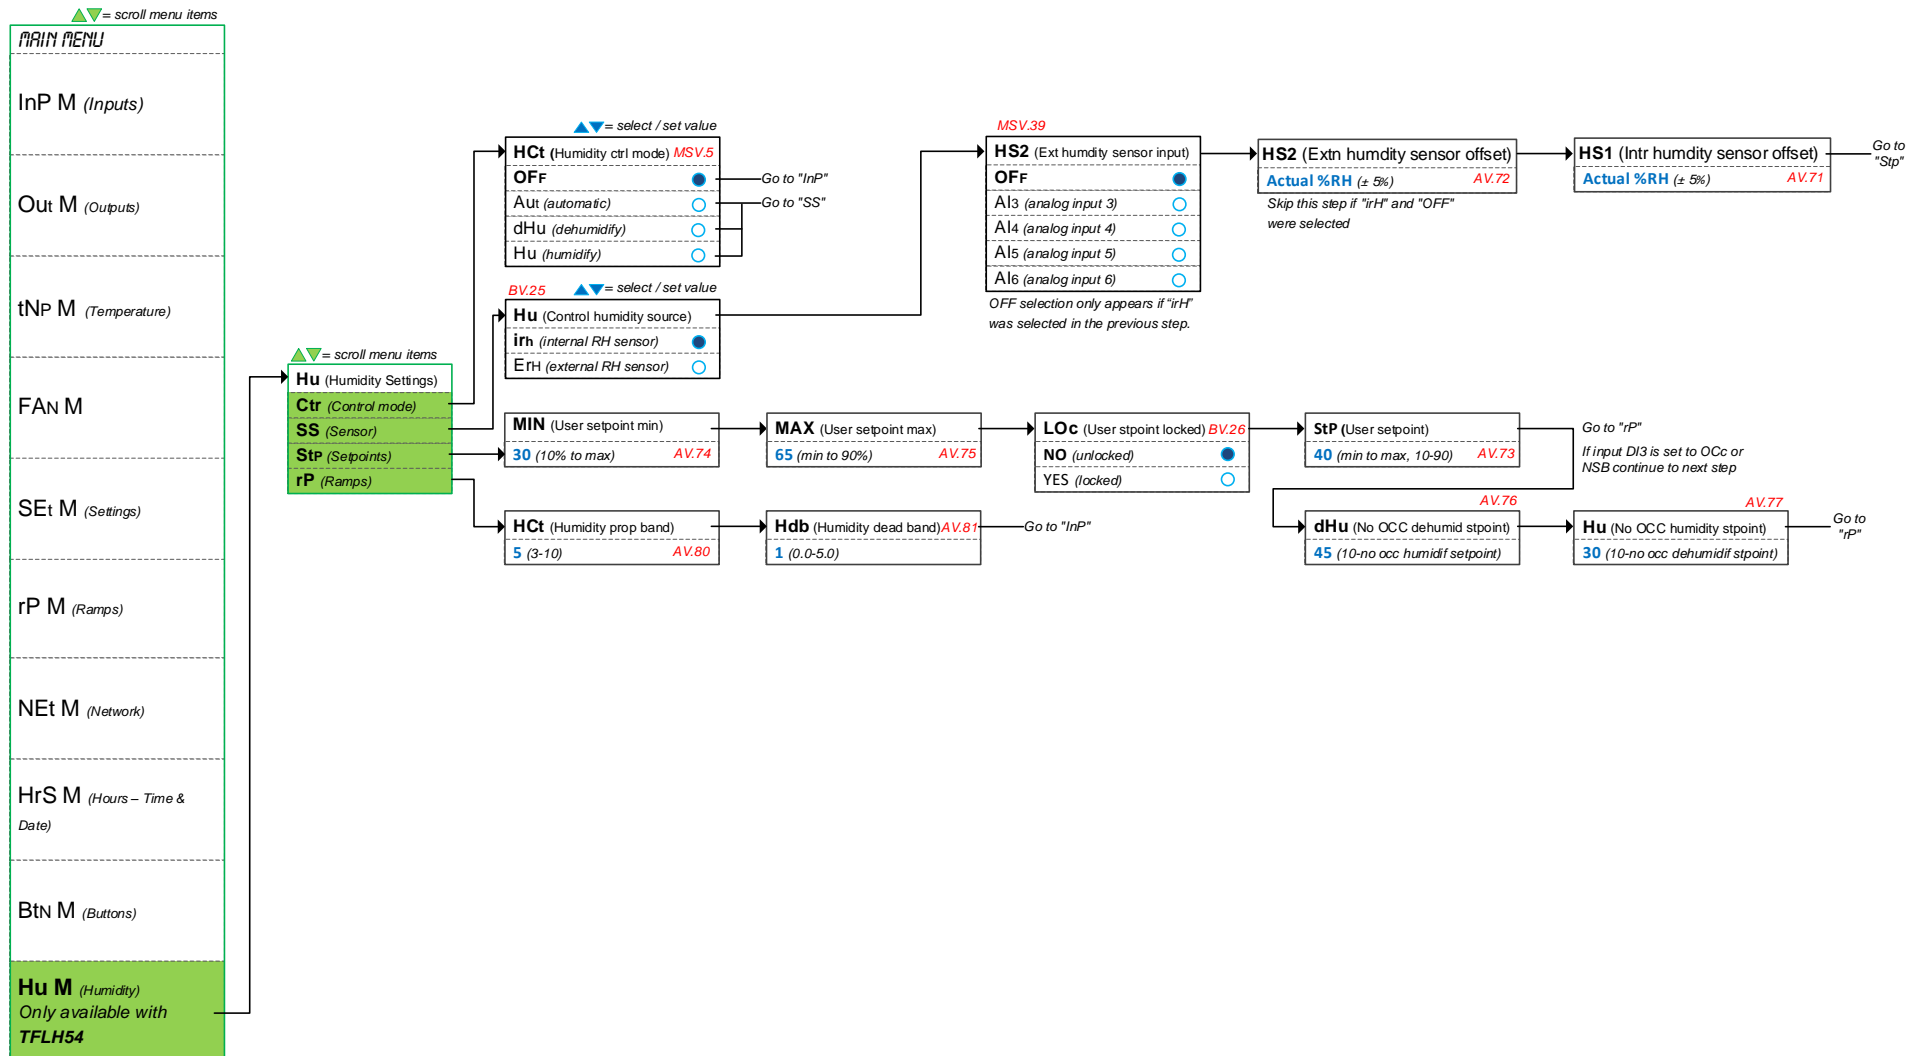 = scroll menu items
MAIN MENU
InP M (Inputs)
Out M (Outputs)
tNP M (Temperature)
FAN M
SEt M (Settings)
rP M (Ramps)
NEt M (Network)
HrS M (Hours – Time &
Date)
BtN M (Buttons)
Hu M (Humidity)
Only available with
TFLH54
= scroll menu items
Hu (Humidity Settings)
Ctr (Control mode)
SS (Sensor)
StP (Setpoints)
rP (Ramps)
= select / set value
HCt (Humidity ctrl mode) MSV.5
OFF
Go to "InP"
Aut (automatic)
Go to "SS"
dHu (dehumidify)
Hu (humidify)
BV.25
= select / set value
Hu (Control humidity source)
irh (internal RH sensor)
ErH (external RH sensor)
MSV.39
HS2 (Ext humdity sensor input)
OFF
AI3 (analog input 3)
AI4 (analog input 4)
AI5 (analog input 5)
AI6 (analog input 6)
OFF selection only appears if “irH”
was selected in the previous step.
HS2 (Extn humdity sensor offset)
Actual %RH (± 5%) AV.72
Skip this step if "irH" and "OFF"
were selected
HS1 (Intr humdity sensor offset)
Actual %RH (± 5%) AV.71
Go to
"Stp"
MIN (User setpoint min)
30 (10% to max) AV.74
MAX (User setpoint max)
65 (min to 90%) AV.75
LOc (User stpoint locked) BV.26
NO (unlocked)
YES (locked)
StP (User setpoint)
40 (min to max, 10-90) AV.73
Go to "rP"
If input DI3 is set to OCc or
NSB continue to next step
HCt (Humidity prop band)
5 (3-10) AV.80
Hdb (Humidity dead band) AV.81
1 (0.0-5.0)
Go to "InP"
AV.76
dHu (No OCC dehumid stpoint)
45 (10-no occ humidif setpoint)
AV.77
Hu (No OCC humidity stpoint)
30 (10-no occ dehumidif stpoint)
Go to
"rP"